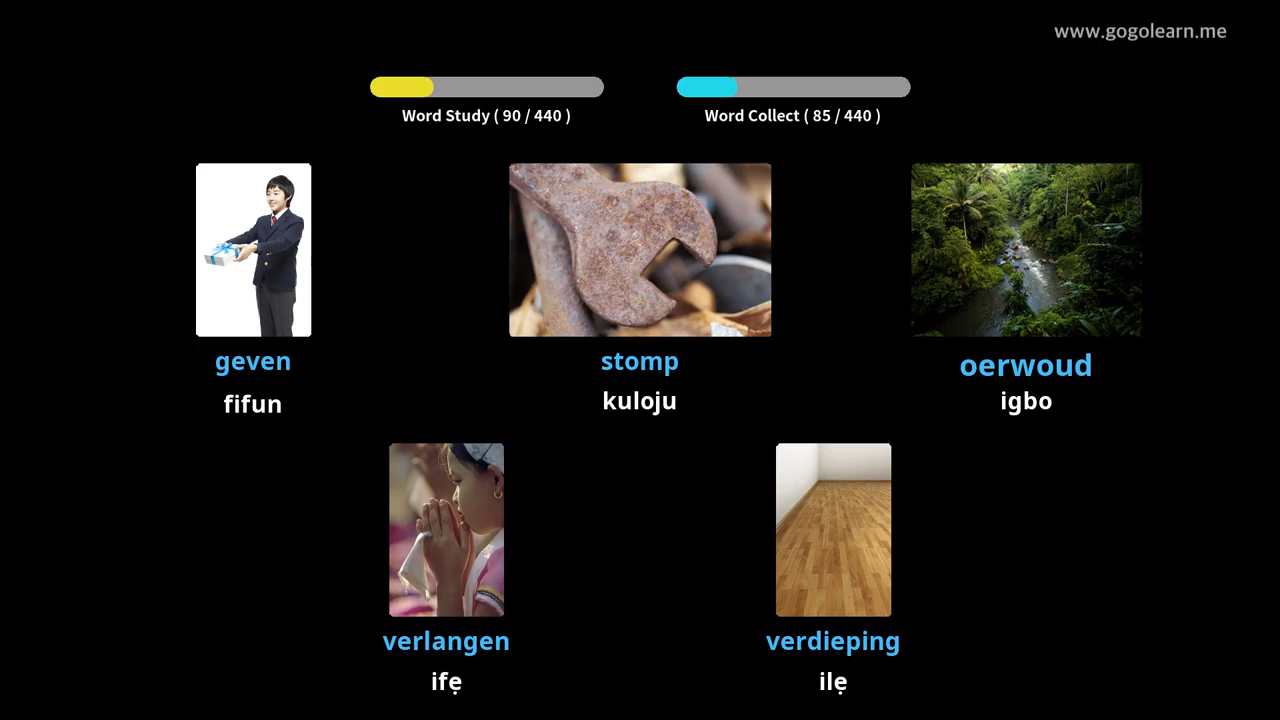 www.gogolearn.me
Word Study ( 90 / 440 )
Word Collect ( 85 / 440 )
geven
stomp
oerwoud
fifun
kuloju
igbo
verlangen
verdieping
ifẹ
ilẹ